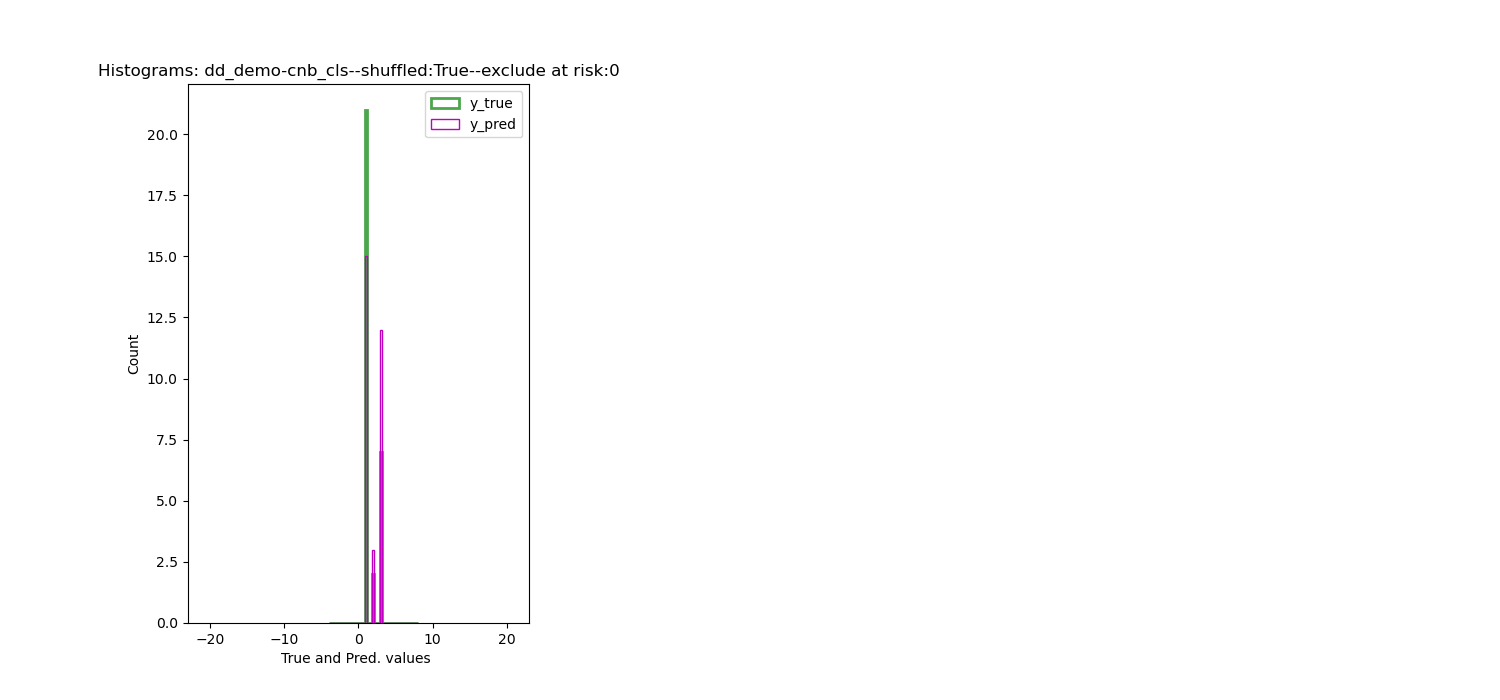 Histograms: dd_demo-cnb_cls--shuffled:True--exclude at risk:0
y_true
y_pred
20.0
17.5
15.0
12.5
10.0
7.5
5.0
2.5
0.0
Count
−20
−10
0
10
20
True and Pred. values